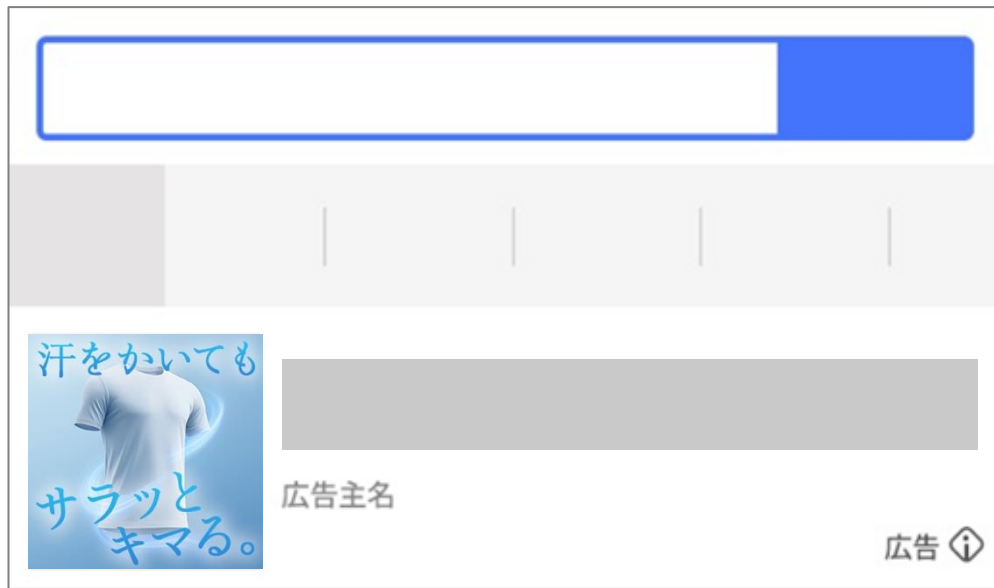 汗をかいても
サラッと
キマる。
広告主名
広告